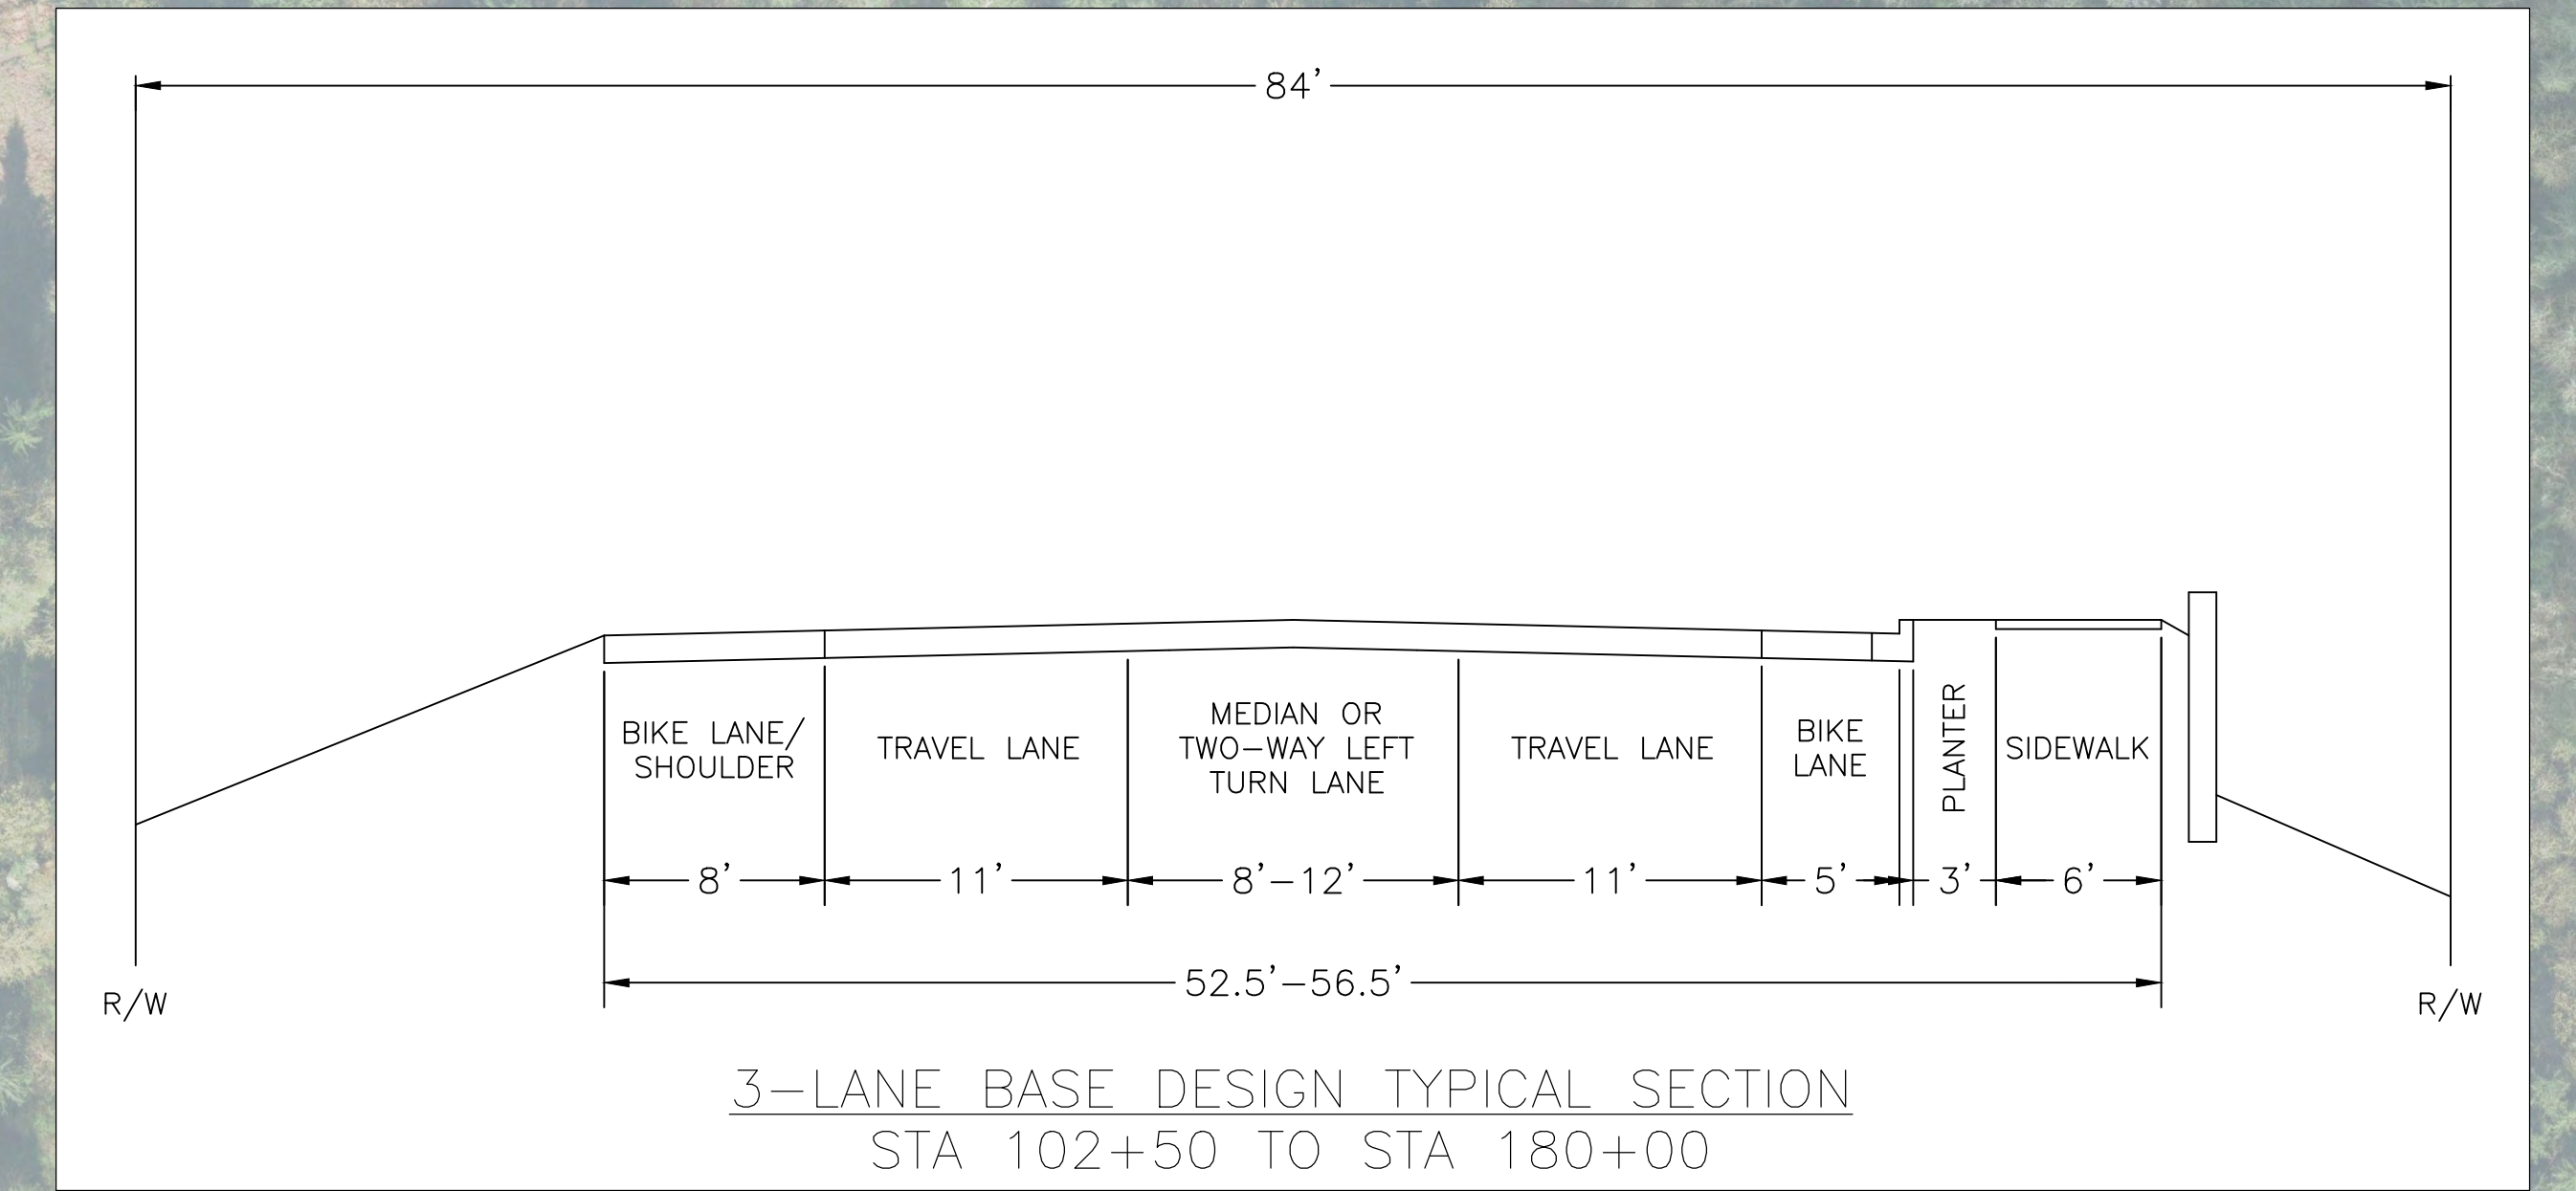 84'
BIKE LANE/
SHOULDER
TRAVEL LANE
MEDIAN OR
TWO-WAY LEFT
TURN LANE
TRAVEL LANE
BIKE
LANE
PLANTER
SIDEWALK
8'
11'
8'-12'
11'
5'
3'
6'
52.5'-56.5'
R/W
R/W
3-LANE BASE DESIGN TYPICAL SECTION
STA 102+50 TO STA 180+00